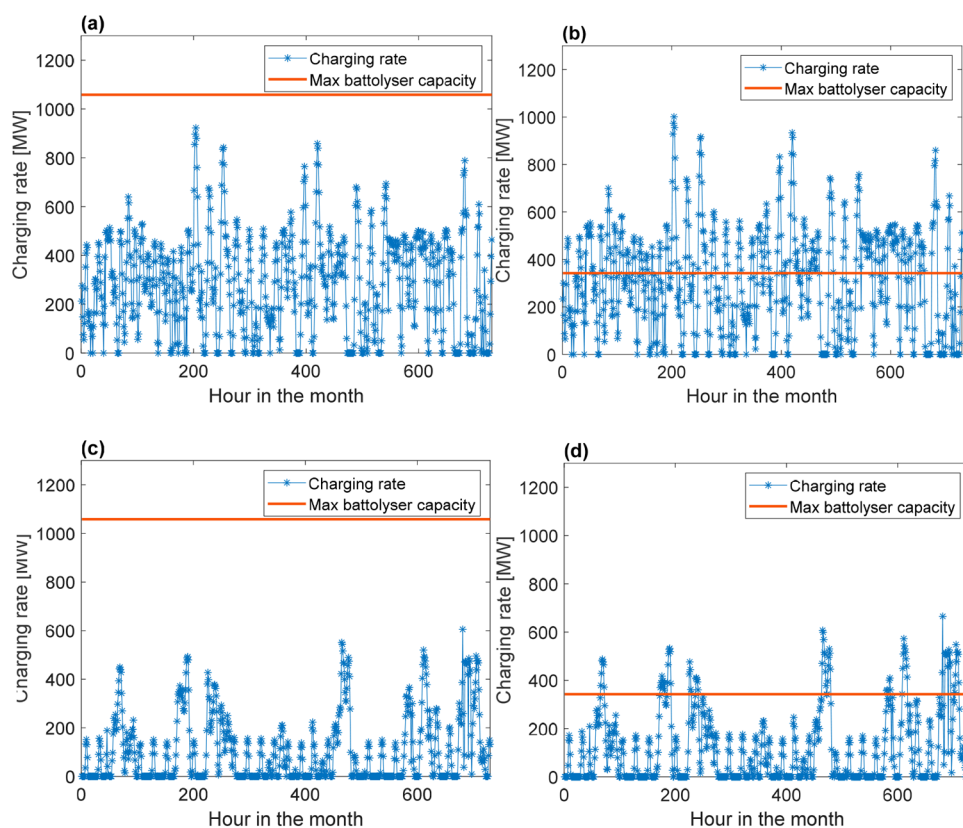 (a)
1200
1000
800
600
400
200
0
Charging rate [MW]
Charging rate
Max battolyser capacity
0 200 400 600
Hour in the month
(b)
1200
1000
800
600
400
200
0
Charging rate [MW]
Charging rate
Max battolyser capacity
0 200 400 600
Hour in the month
(c)
1200
1000
800
600
400
200
0
Charging rate [MW]
Charging rate
Max battolyser capacity
0 200 400 600
Hour in the month
(d)
1200
1000
800
600
400
200
0
Charging rate [MW]
Charging rate
Max battolyser capacity
0 200 400 600
Hour in the month